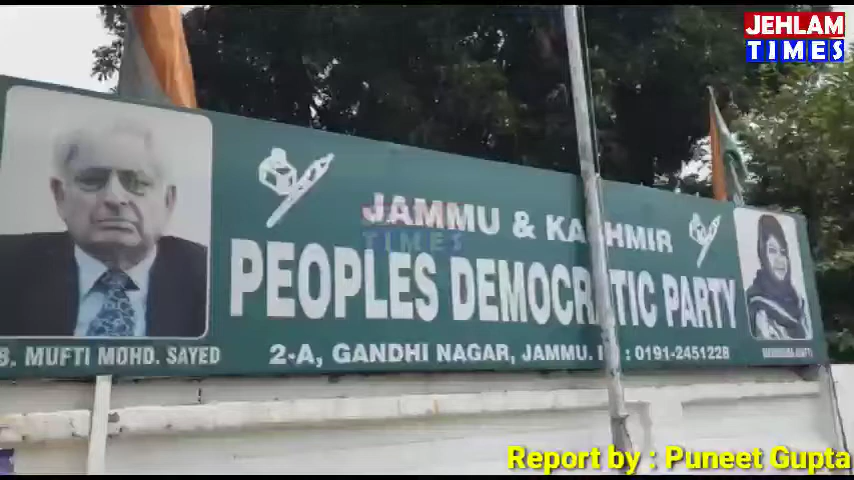 JEHLAM
TIMES
JAMMU & KASHMIR
TIMES
PEOPLES DEMOCRATIC PARTY
MUFTI MOHD. SAYED
2-A, GANDHI NAGAR, JAMMU. : 0191-2451228
Report by : Puneet Gupta